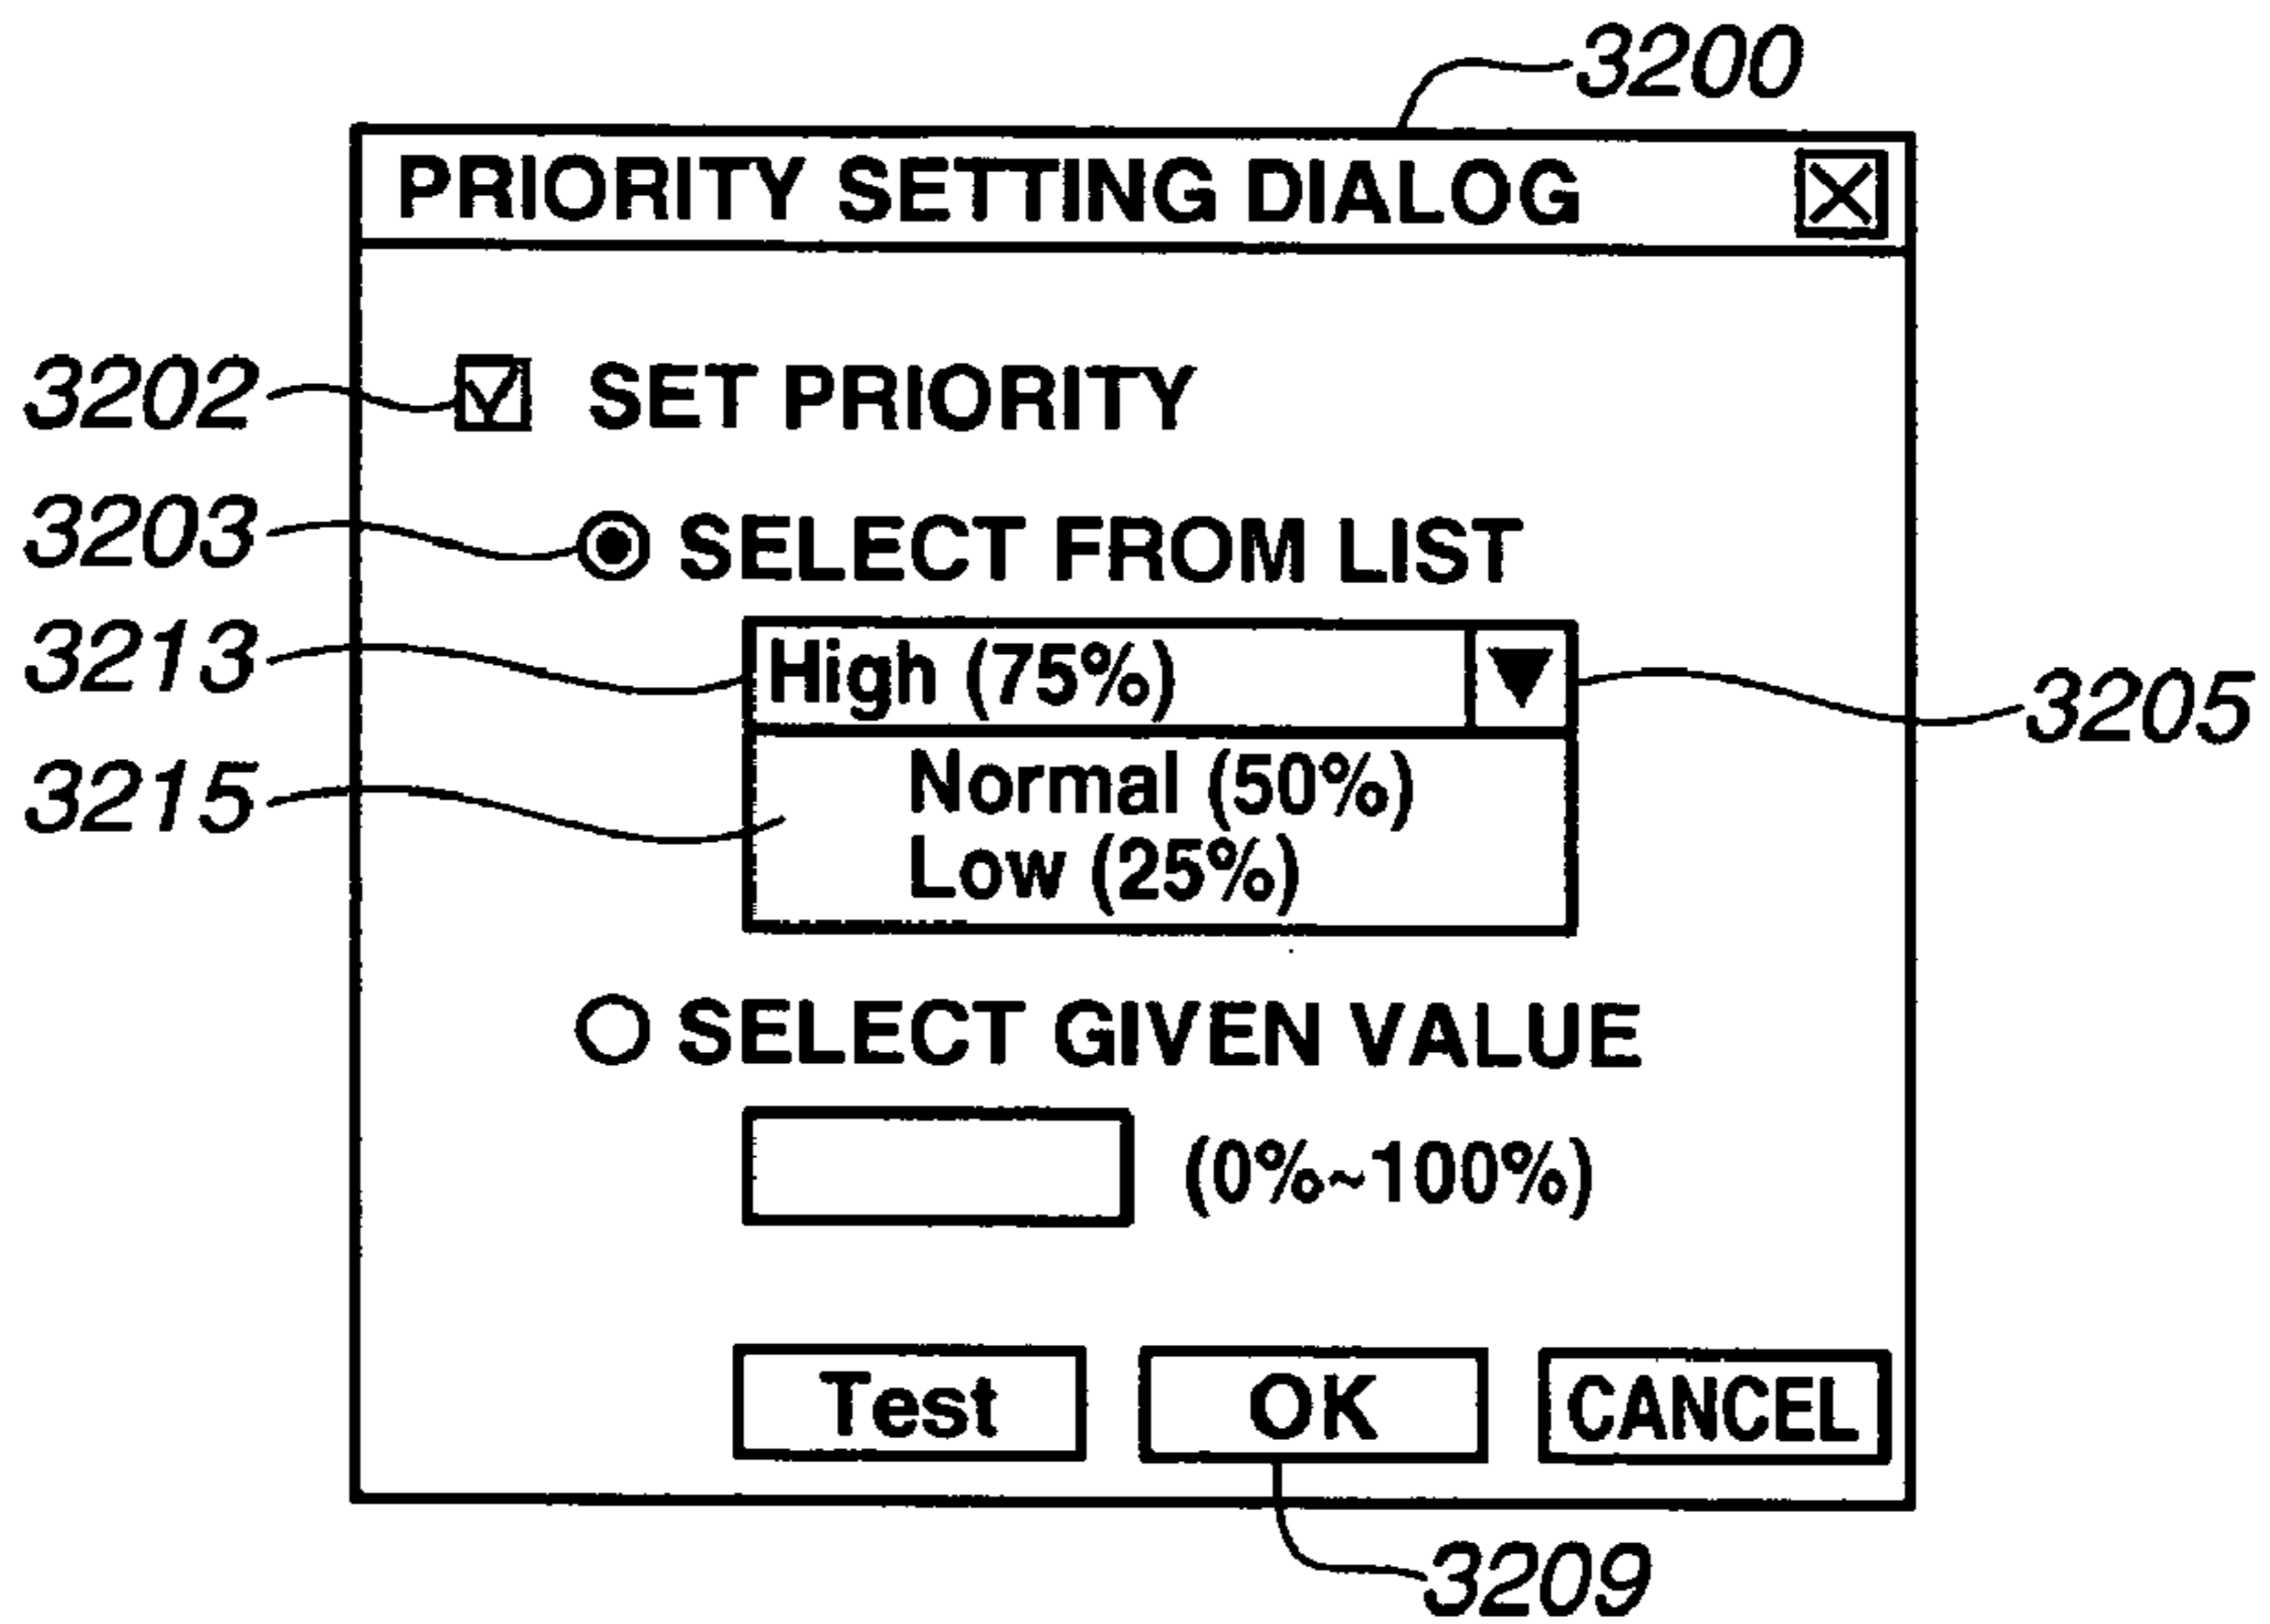 3200
PRIORITY SETTING DIALOG
3202 SET PRIORITY
3203 SELECT FROM LIST
3213 High (75%)
3205
3215 Normal (50%)
Low (25%)
SELECT GIVEN VALUE
(0%~100%)
Test OK CANCEL
3209